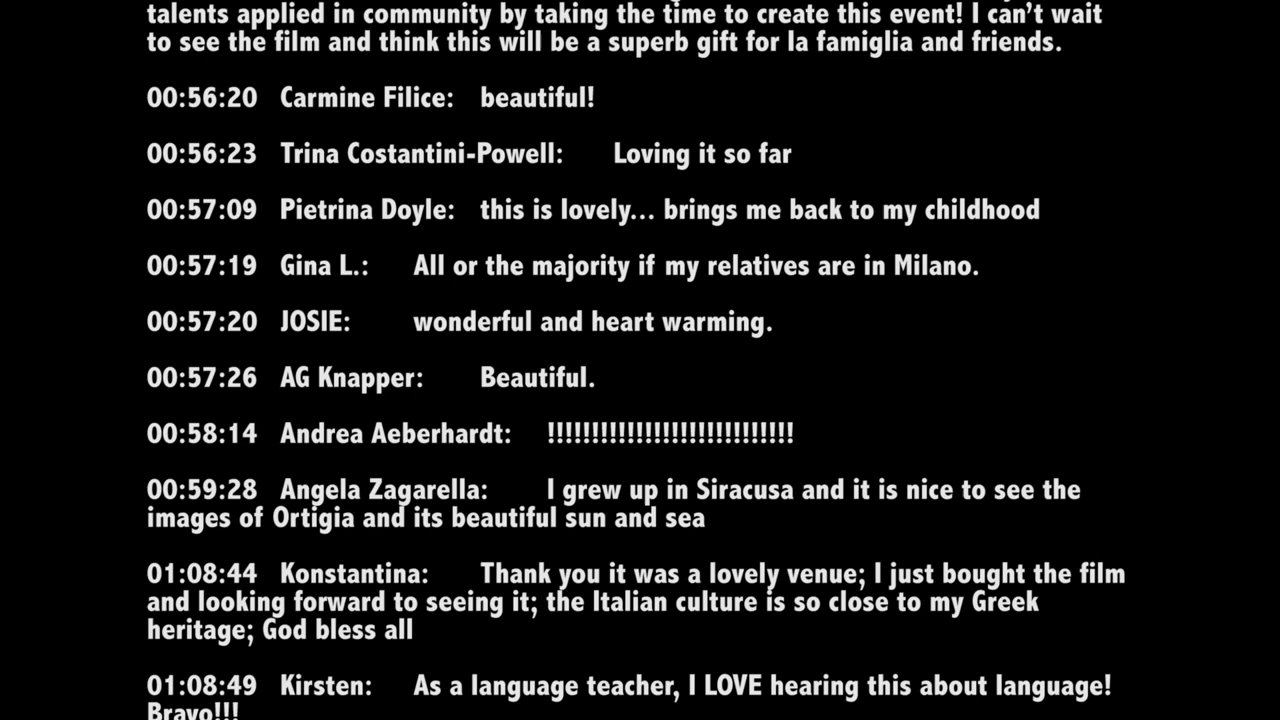 talents applied in community by taking the time to create this event! I can't wait
to see the film and think this will be a superb gift for la famiglia and friends.
00:56:20 Carmine Filice: beautiful!
00:56:23 Trina Costantini-Powell: Loving it so far
00:57:09 Pietrina Doyle: this is lovely... brings me back to my childhood
00:57:19 Gina L.: All or the majority if my relatives are in Milano.
00:57:20 JOSIE: wonderful and heart warming.
00:57:26 AG Knapper: Beautiful.
00:58:14 Andrea Aeberhardt: !!!!!!!!!!!!!!!!!!!!!!!!!!!!
00:59:28 Angela Zagarella: I grew up in Siracusa and it is nice to see the
images of Ortigia and its beautiful sun and sea
01:08:44 Konstantina: Thank you it was a lovely venue; I just bought the film
and looking forward to seeing it; the Italian culture is so close to my Greek
heritage; God bless all
01:08:49 Kirsten: As a language teacher, I LOVE hearing this about language!
Bravo!!!